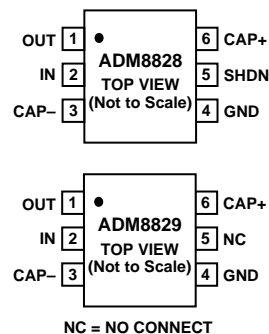 OUT 1 6 CAP+
ADM8828
IN 2 TOP VIEW 5 SHDN
(Not to Scale)
CAP– 3 4 GND
OUT 1 6 CAP+
ADM8829
IN 2 TOP VIEW 5 NC
(Not to Scale)
CAP– 3 4 GND
NC = NO CONNECT